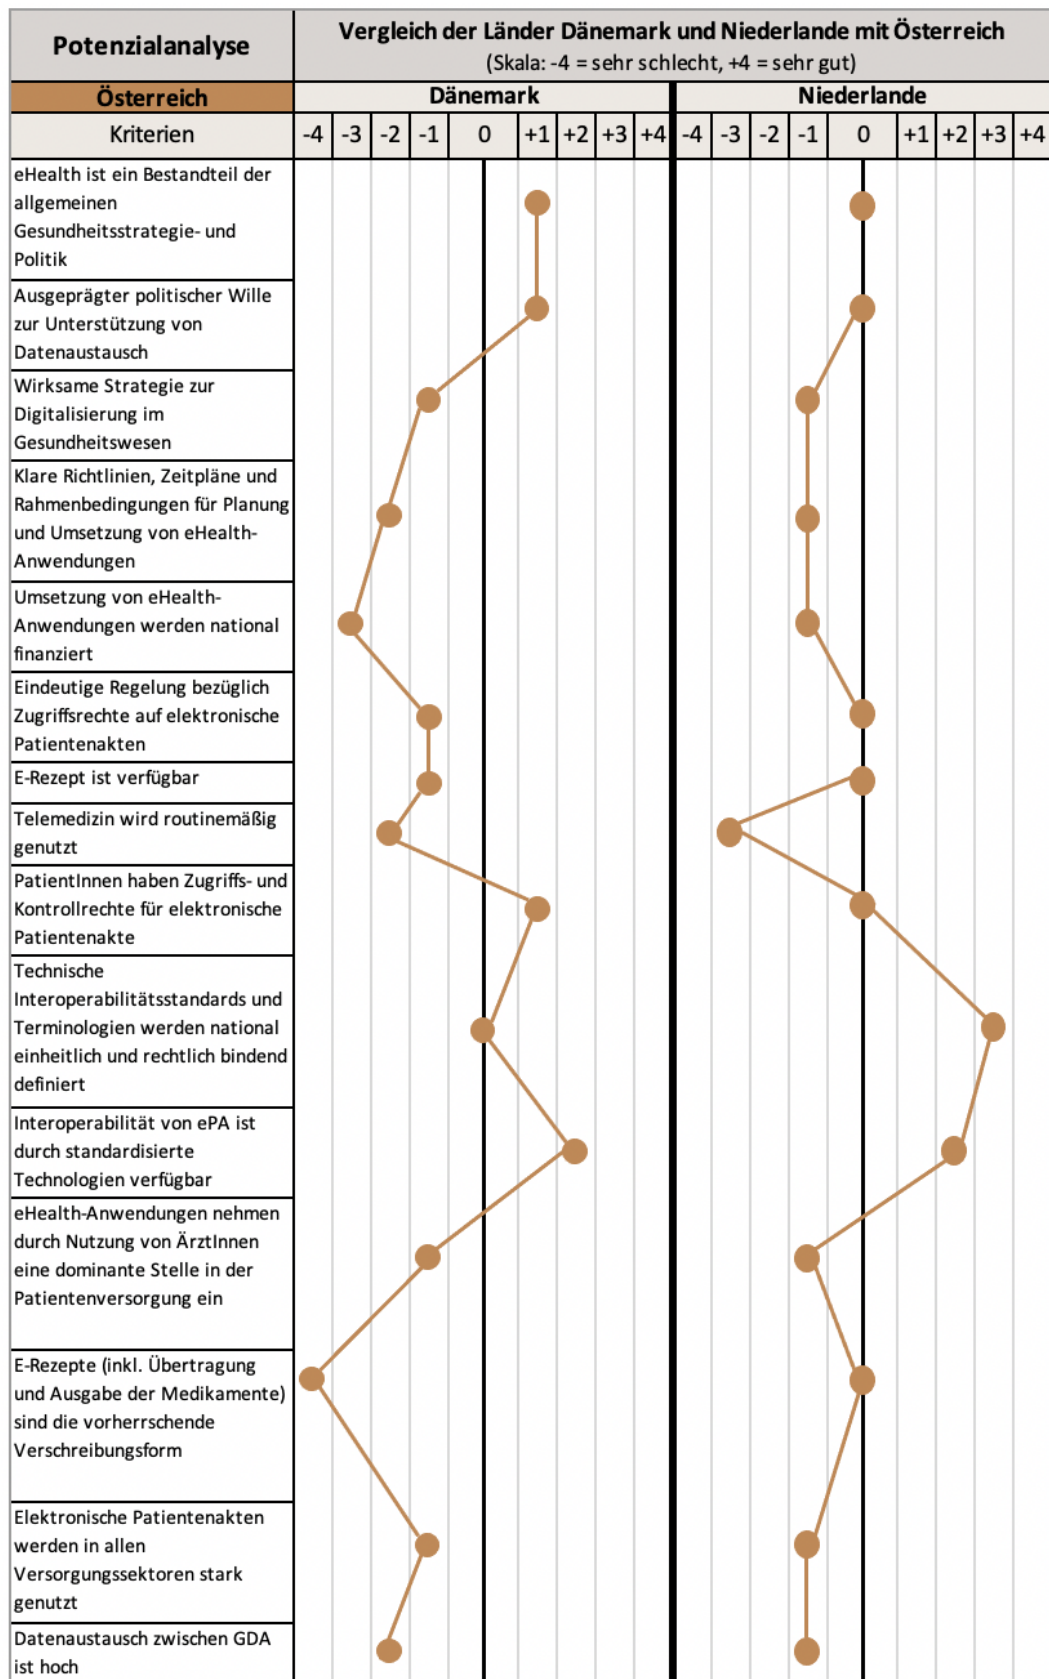 Potenzialanalyse
Vergleich der Länder Dänemark und Niederlande mit Österreich
(Skala: -4 = sehr schlecht, +4 = sehr gut)
Österreich
Dänemark
Niederlande
Kriterien
-4 -3 -2 -1 0 +1 +2 +3 +4 -4 -3 -2 -1 0 +1 +2 +3 +4
eHealth ist ein Bestandteil der
allgemeinen
Gesundheitsstrategie- und
Politik
Ausgeprägter politischer Wille
zur Unterstützung von
Datenaustausch
Wirksame Strategie zur
Digitalisierung im
Gesundheitswesen
Klare Richtlinien, Zeitpläne und
Rahmenbedingungen für Planung
und Umsetzung von eHealth-
Anwendungen
Umsetzung von eHealth-
Anwendungen werden national
finanziert
Eindeutige Regelung bezüglich
Zugriffsrechte auf elektronische
Patientenakten
E-Rezept ist verfügbar
Telemedizin wird routinemäßig
genutzt
PatientInnen haben Zugriffs- und
Kontrollrechte für elektronische
Patientenakte
Technische
Interoperabilitätsstandards und
Terminologien werden national
einheitlich und rechtlich bindend
definiert
Interoperabilität von ePA ist
durch standardisierte
Technologien verfügbar
eHealth-Anwendungen nehmen
durch Nutzung von ÄrztInnen
eine dominante Stelle in der
Patientenversorgung ein
E-Rezepte (inkl. Übertragung
und Ausgabe der Medikamente)
sind die vorherrschende
Verschreibungsform
Elektronische Patientenakten
werden in allen
Versorgungssektoren stark
genutzt
Datenaustausch zwischen GDA
ist hoch